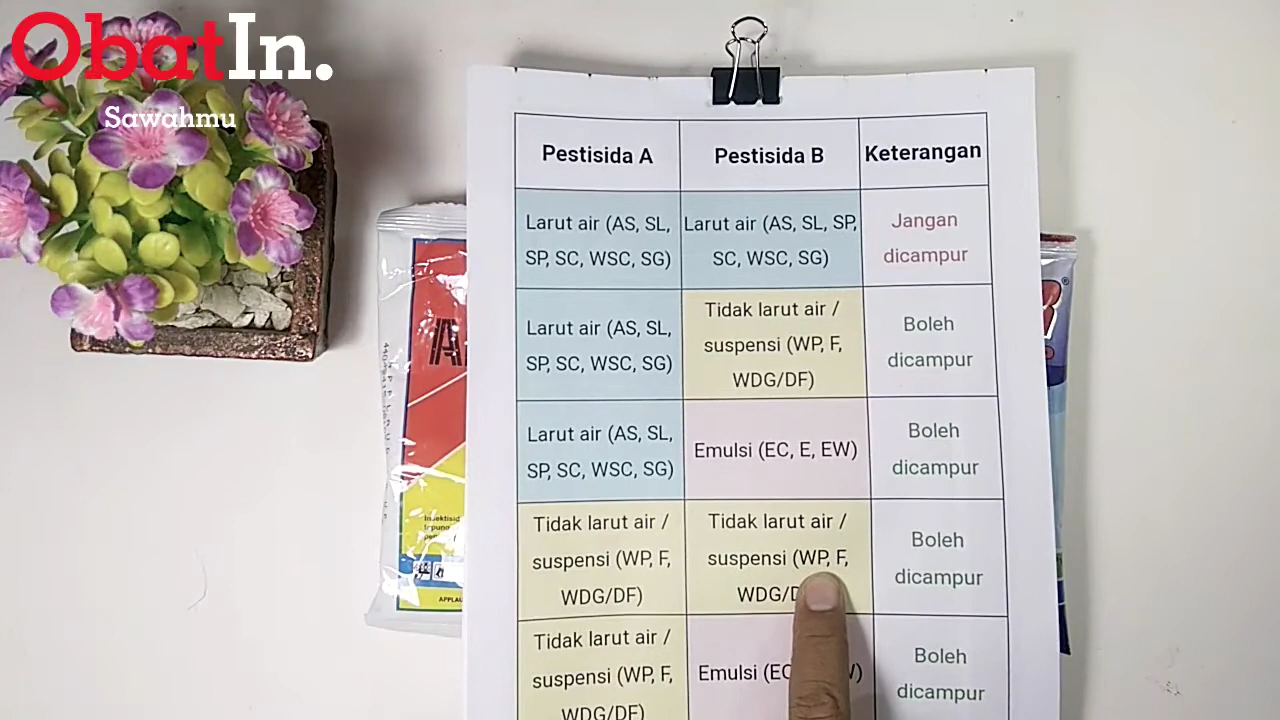 ObatIn.
Sawahmu
Pestisida A
Pestisida B
Keterangan
Larut air (AS, SL,
SP, SC, WSC, SG)
Larut air (AS, SL, SP,
SC, WSC, SG)
Jangan
dicampur
Larut air (AS, SL,
SP, SC, WSC, SG)
Tidak larut air /
suspensi (WP, F,
WDG/DF)
Boleh
dicampur
Larut air (AS, SL,
SP, SC, WSC, SG)
Emulsi (EC, E, EW)
Boleh
dicampur
Tidak larut air /
suspensi (WP, F,
WDG/DF)
Tidak larut air /
suspensi (WP, F,
WDG/D
Boleh
dicampur
Tidak larut air /
suspensi (WP, F,
WDG/DF)
Emulsi (EC
Boleh
dicampur
APPLAU